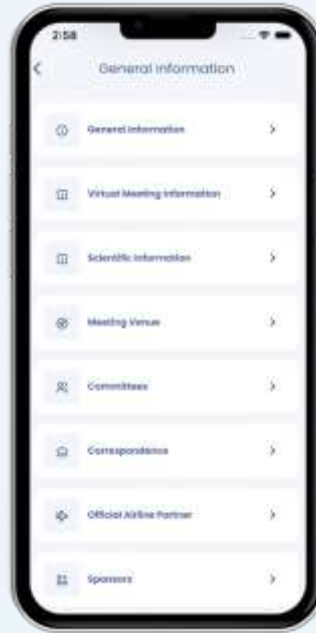 2:58
General Information
General Information
Virtual Meeting Information
Scientific Information
Meeting Venue
Committees
Correspondence
Official Airline Partner
Sponsors